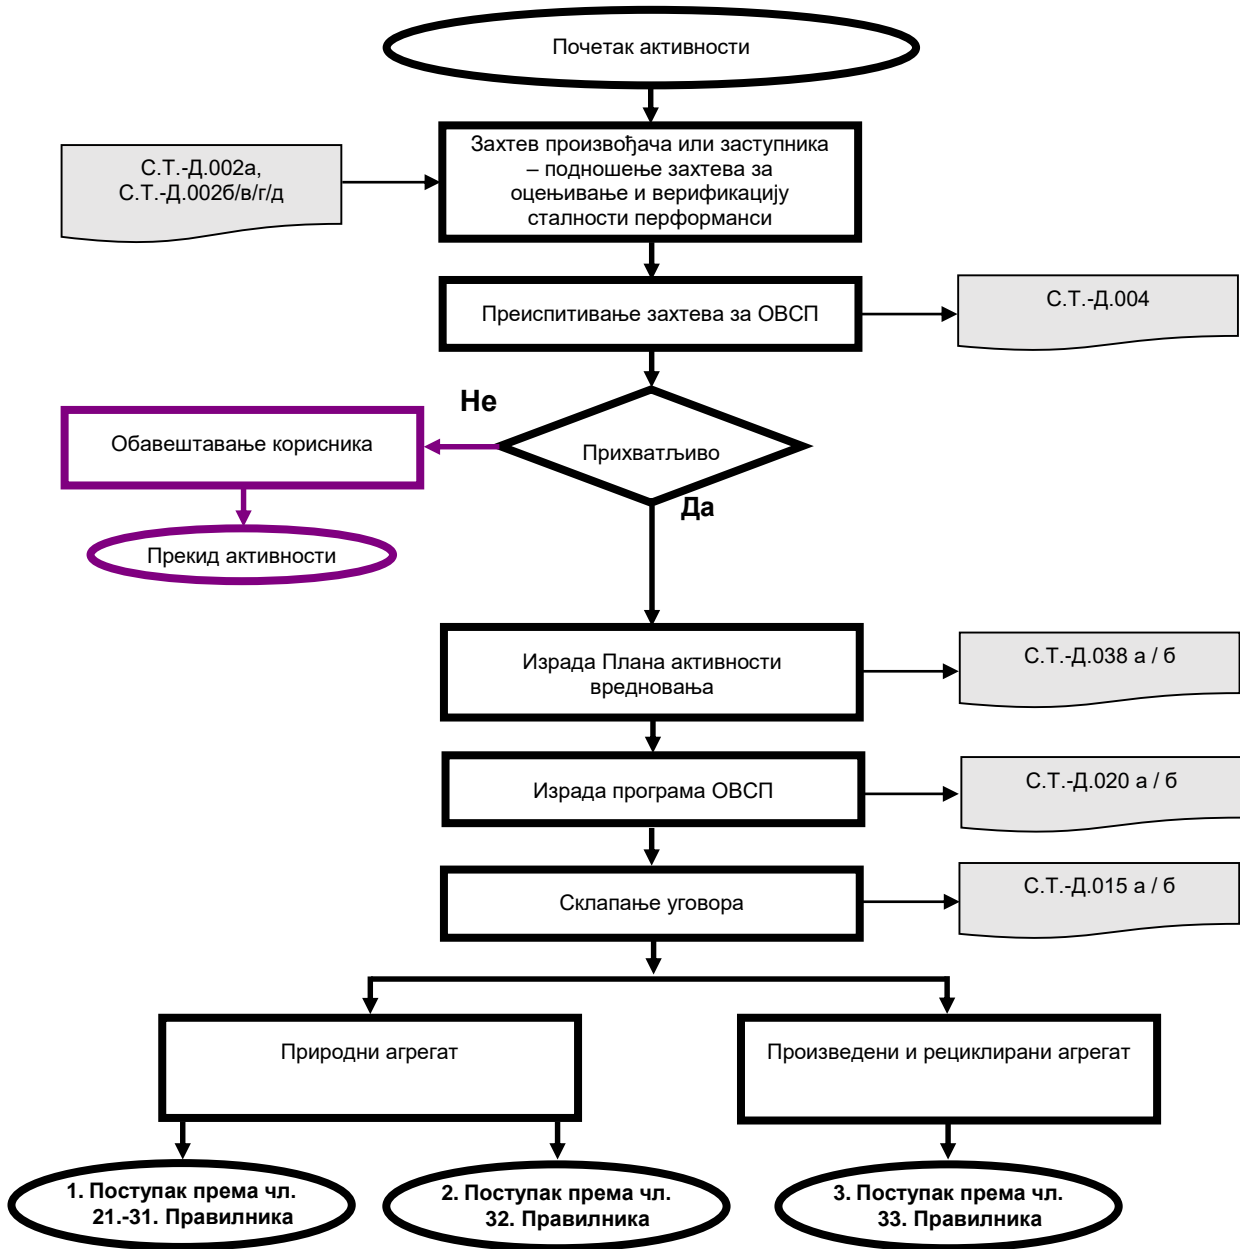 Почетак активности
Захтев произвођача или заступника
– подношење захтева за
оцењивање и верификацију
сталности перформанси
С.Т.-Д.002а,
С.Т.-Д.002б/в/г/д
Преиспитивање захтева за ОВСП
С.Т.-Д.004
Не
Обавештавање корисника
Прихватљиво
Да
Прекид активности
Израда Плана активности
вредновања
С.Т.-Д.038 а / б
Израда програма ОВСП
С.Т.-Д.020 а / б
Склапање уговора
С.Т.-Д.015 а / б
Природни агрегат
Произведени и рециклирани агрегат
1. Поступак према чл.
21.-31. Правилника
2. Поступак према чл.
32. Правилника
3. Поступак према чл.
33. Правилника